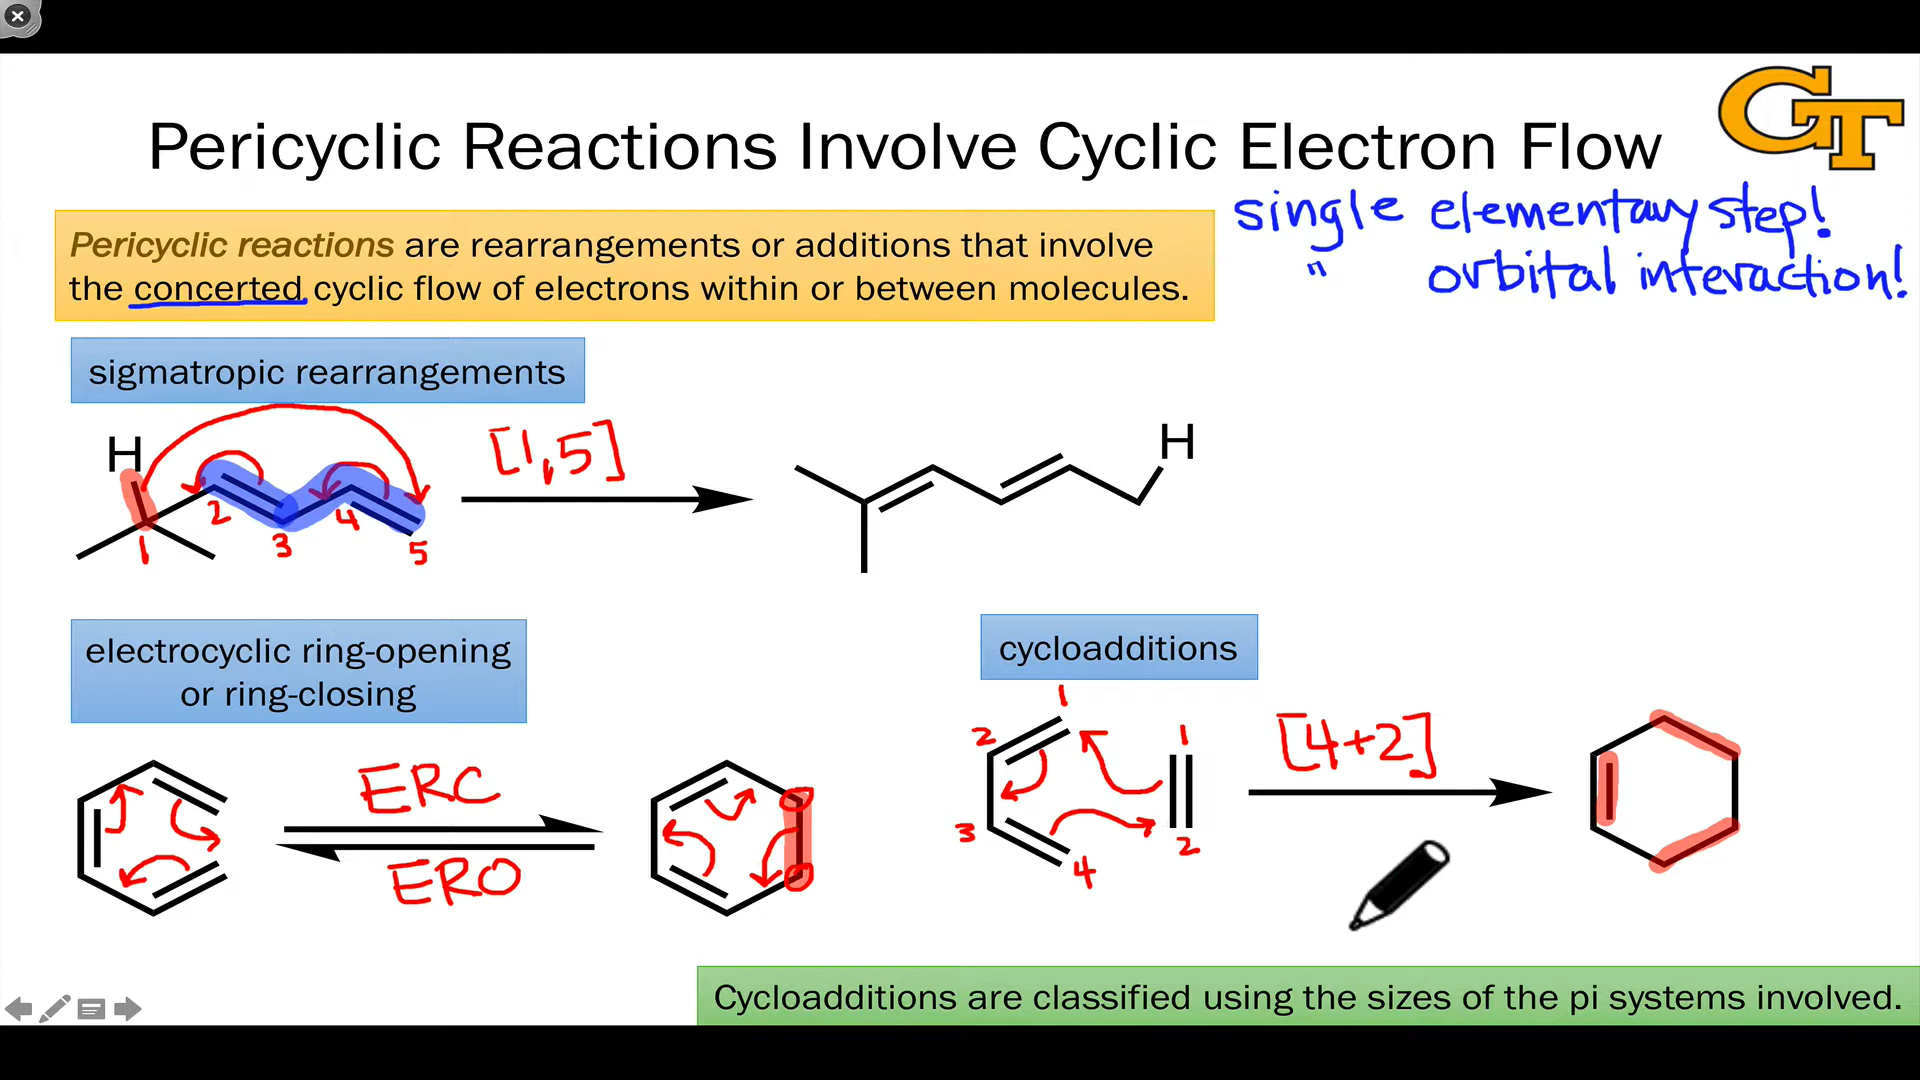 Pericyclic Reactions Involve Cyclic Electron Flow
GT
single elementary step!
" orbital interaction!
Pericyclic reactions are rearrangements or additions that involve
the concerted cyclic flow of electrons within or between molecules.
sigmatropic rearrangements
H
1
2
3
4
5
[1,5]
H
electrocyclic ring-opening
or ring-closing
ERC
ERO
cycloadditions
1
2
3
4
1
2
[4+2]
Cycloadditions are classified using the sizes of the pi systems involved.